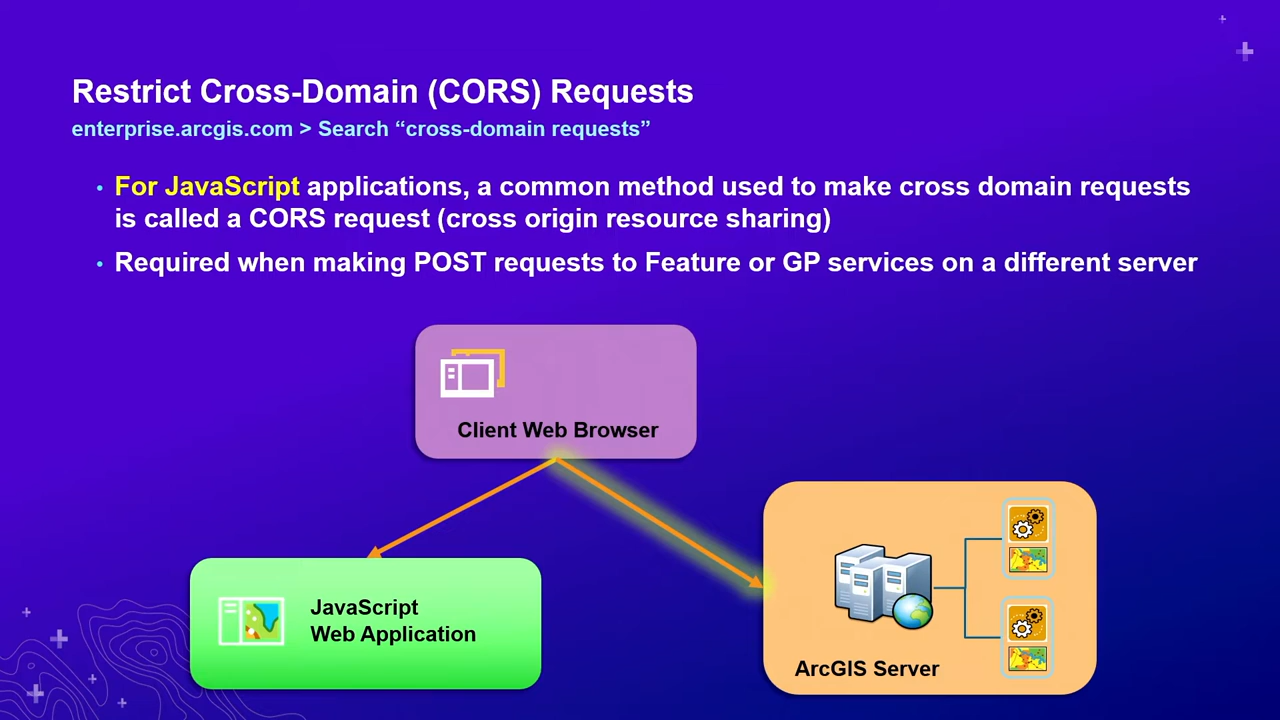 Restrict Cross-Domain (CORS) Requests
enterprise.arcgis.com > Search “cross-domain requests”
• For JavaScript applications, a common method used to make cross domain requests
is called a CORS request (cross origin resource sharing)
• Required when making POST requests to Feature or GP services on a different server
Client Web Browser
JavaScript
Web Application
ArcGIS Server